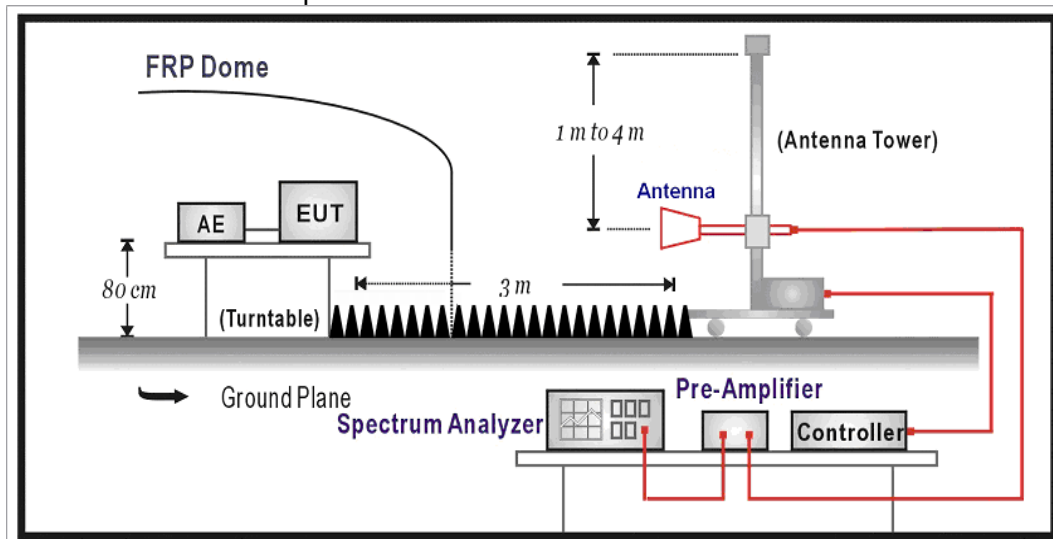 FRP Dome
1 m to 4 m
(Antenna Tower)
Antenna
AE
EUT
80 cm
3 m
(Turntable)
Ground Plane
Pre-Amplifier
Spectrum Analyzer
Controller